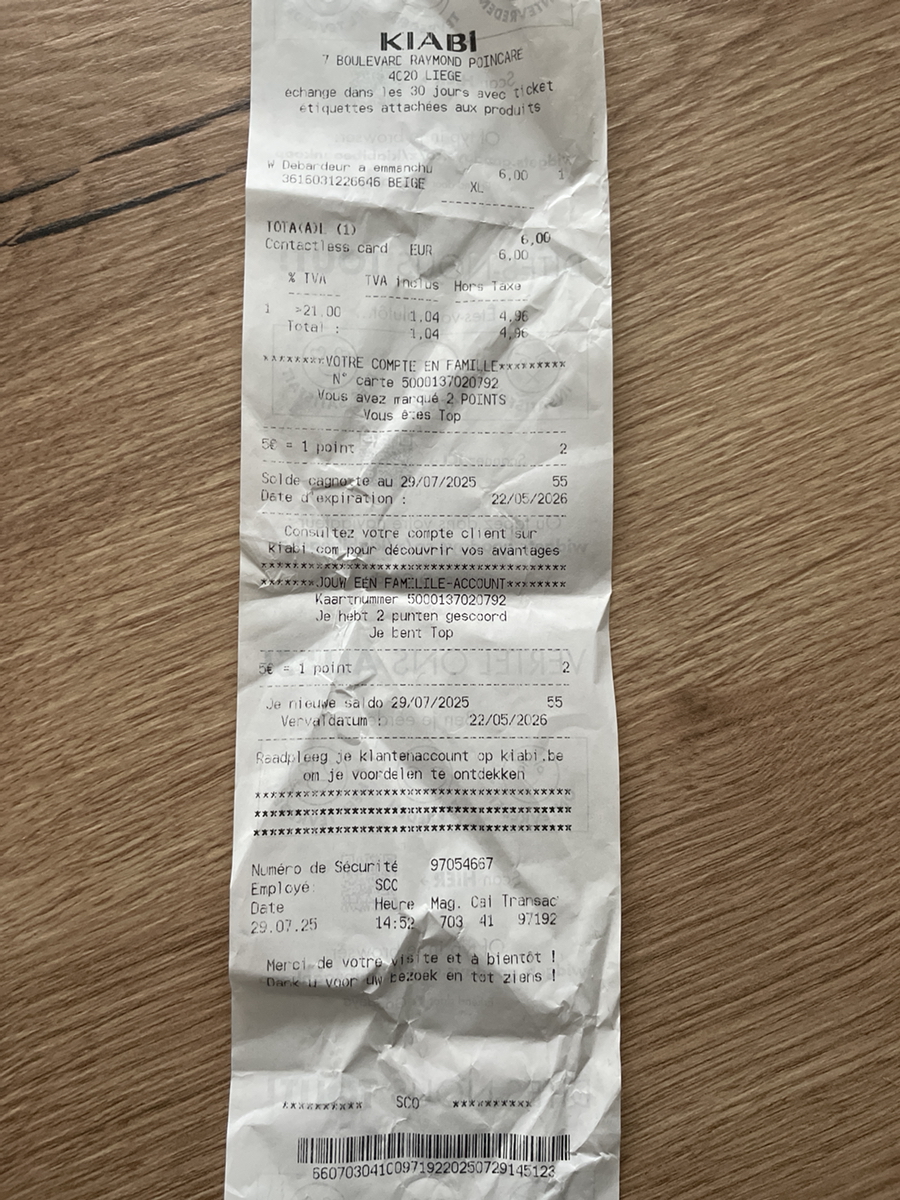 KIABI
7 BOULEVARD RAYMOND POINCARE
4020 LIEGE
échange dans les 30 jours avec ticket
étiquettes attachées aux produits
W Debardeur a emmanchu 6,00 1
3616031226646 BEIGE XL
TOTA(A)L (1) 6,00
Contactless card EUR 6,00
% TVA TVA inclus Hors Taxe
1 >21.00 1,04 4,96
Total : 1,04 4,96
*********VOTRE COMPTE EN FAMILLE*********
N° carte 5000137020792
Vous avez marqué 2 POINTS
Vous êtes Top
5€ = 1 point 2
Solde cagnotte au 29/07/2025 55
Date d'expiration : 22/05/2026
Consultez votre compte client sur
kiabi.com pour découvrir vos avantages
*****************************************
********JOUW EEN FAMILILE-ACCOUNT********
Kaartnummer 5000137020792
Je hebt 2 punten gescoord
Je bent Top
5€ = 1 point 2
Je nieuwe saldo 29/07/2025 55
Vervaldatum : 22/05/2026
Raadpleeg je klantenaccount op kiabi.be
om je voordelen te ontdekken
*****************************************
*****************************************
*****************************************
Numéro de Sécurité 97054667
Employé: SCO
Date Heure Mag. Cai Transac
29.07.25 14:52 703 41 97192
Merci de votre visite et à bientôt !
Dank u voor uw bezoek en tot ziens !
********** SCO **********
660703041009719220250729145123